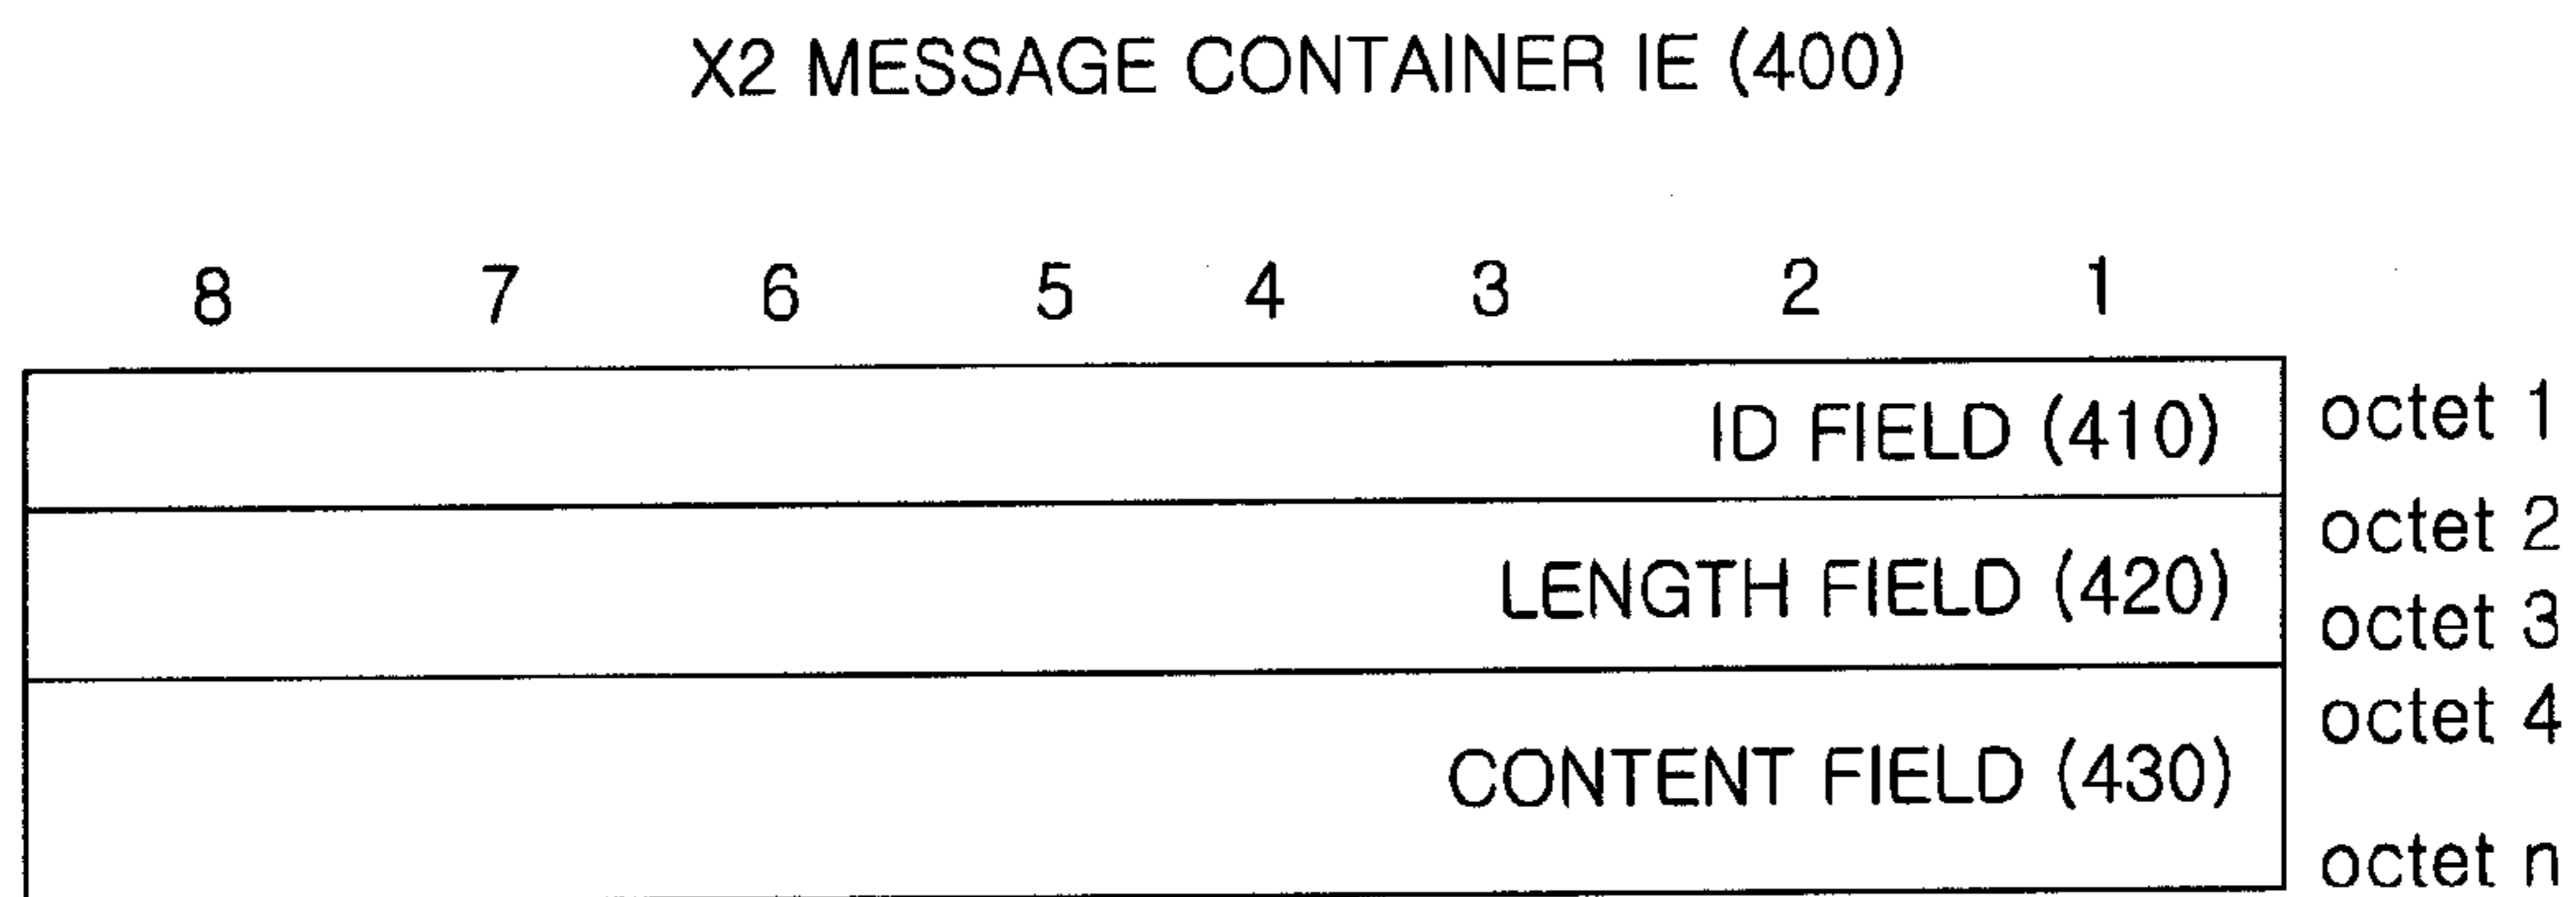 X2 MESSAGE CONTAINER IE (400)
8 7 6 5 4 3 2 1
ID FIELD (410) octet 1
octet 2
LENGTH FIELD (420)
octet 3
octet 4
CONTENT FIELD (430)
octet n